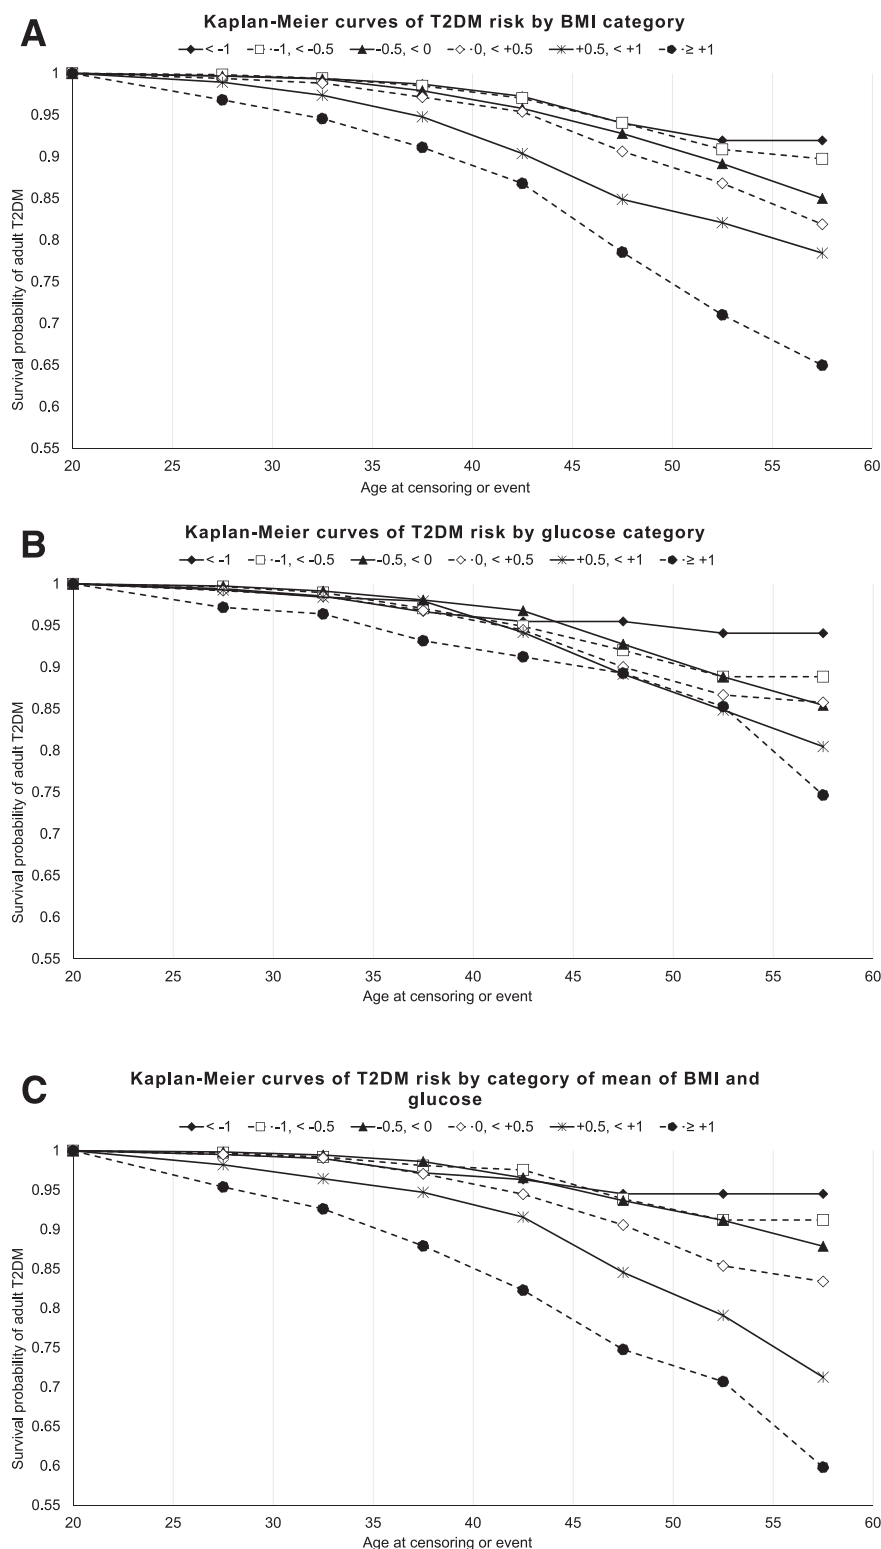 A
Kaplan-Meier curves of T2DM risk by BMI category
< -1 -1, < -0.5 -0.5, < 0 0, < +0.5 +0.5, < +1 ≥ +1
Survival probability of adult T2DM
1
0.95
0.9
0.85
0.8
0.75
0.7
0.65
0.6
0.55
20 25 30 35 40 45 50 55 60
Age at censoring or event
B
Kaplan-Meier curves of T2DM risk by glucose category
< -1 -1, < -0.5 -0.5, < 0 0, < +0.5 +0.5, < +1 ≥ +1
Survival probability of adult T2DM
1
0.95
0.9
0.85
0.8
0.75
0.7
0.65
0.6
0.55
20 25 30 35 40 45 50 55 60
Age at censoring or event
C
Kaplan-Meier curves of T2DM risk by category of mean of BMI and
glucose
< -1 -1, < -0.5 -0.5, < 0 0, < +0.5 +0.5, < +1 ≥ +1
Survival probability of adult T2DM
1
0.95
0.9
0.85
0.8
0.75
0.7
0.65
0.6
0.55
20 25 30 35 40 45 50 55 60
Age at censoring or event